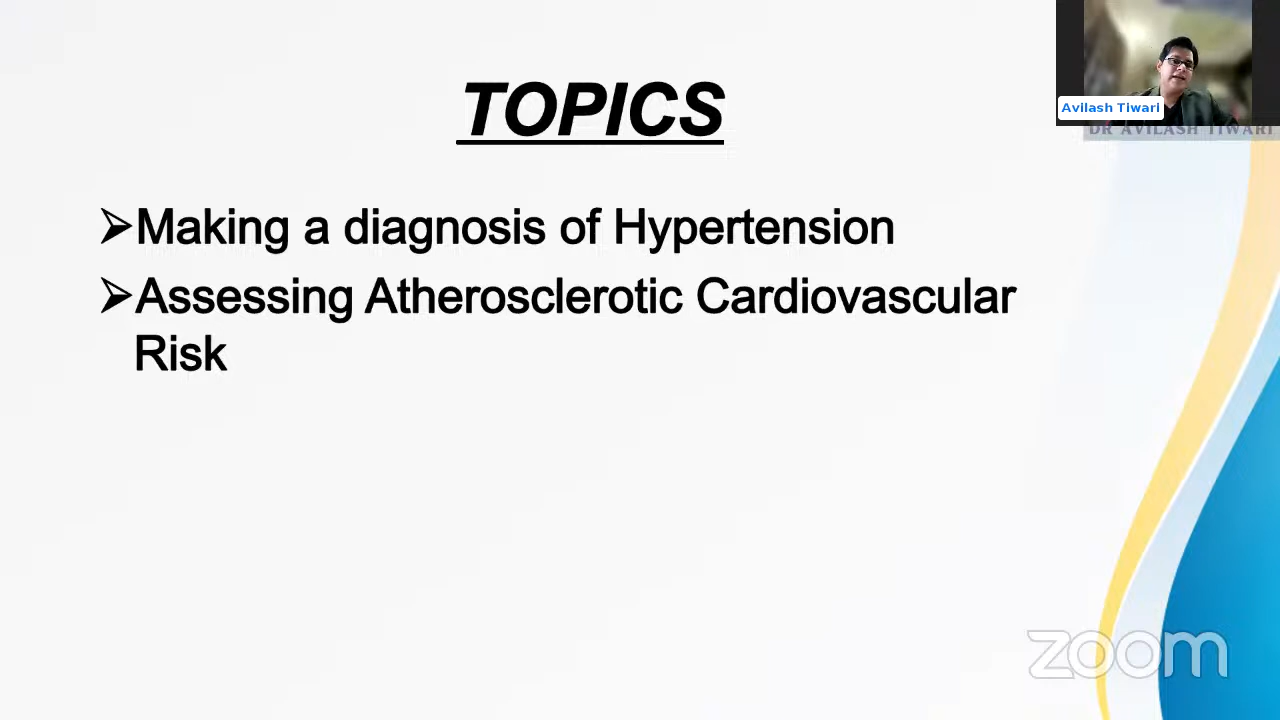 TOPICS
Avilash Tiwari
DR AVILASH TIWARI
➢Making a diagnosis of Hypertension
➢Assessing Atherosclerotic Cardiovascular
Risk
zoom